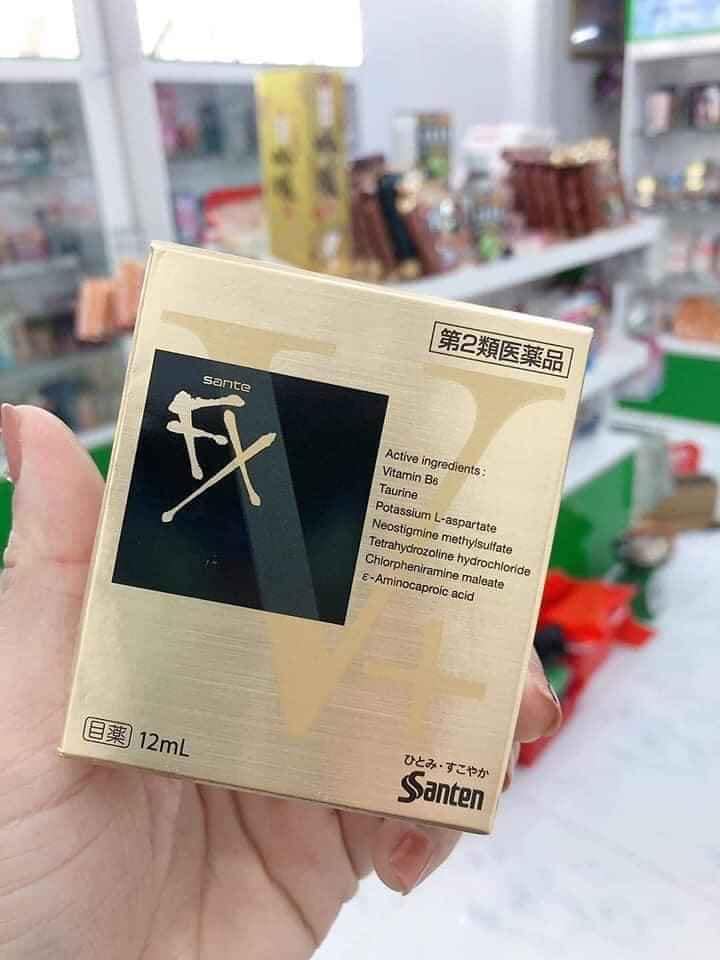 第2類医薬品
sante
FX
V+
Active ingredients :
Vitamin B6
Taurine
Potassium L-aspartate
Neostigmine methylsulfate
Tetrahydrozoline hydrochloride
Chlorpheniramine maleate
ε-Aminocaproic acid
目薬 12mL
ひとみ・すこやか
Santen